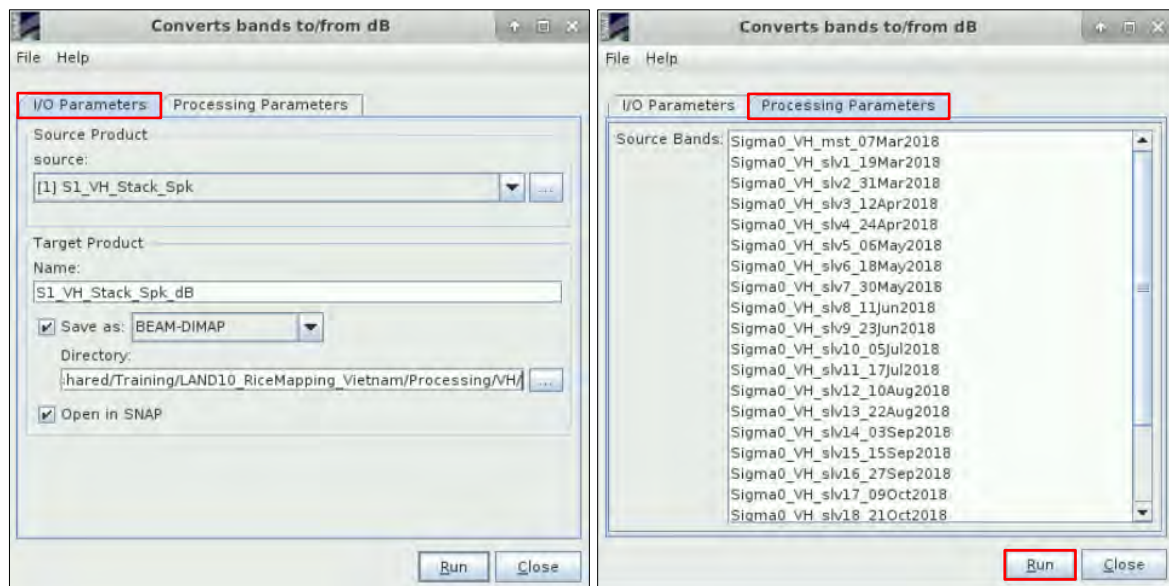 Converts bands to/from dB
File Help
I/O Parameters Processing Parameters
Source Product
source:
[1] S1_VH_Stack_Spk
...
Target Product
Name:
S1_VH_Stack_Spk_dB
Save as: BEAM-DIMAP
Directory:
hared/Training/LAND10_RiceMapping_Vietnam/Processing/VH/
...
Open in SNAP
Run Close
Converts bands to/from dB
File Help
I/O Parameters Processing Parameters
Source Bands: Sigma0_VH_mst_07Mar2018
Sigma0_VH_slv1_19Mar2018
Sigma0_VH_slv2_31Mar2018
Sigma0_VH_slv3_12Apr2018
Sigma0_VH_slv4_24Apr2018
Sigma0_VH_slv5_06May2018
Sigma0_VH_slv6_18May2018
Sigma0_VH_slv7_30May2018
Sigma0_VH_slv8_11Jun2018
Sigma0_VH_slv9_23Jun2018
Sigma0_VH_slv10_05Jul2018
Sigma0_VH_slv11_17Jul2018
Sigma0_VH_slv12_10Aug2018
Sigma0_VH_slv13_22Aug2018
Sigma0_VH_slv14_03Sep2018
Sigma0_VH_slv15_15Sep2018
Sigma0_VH_slv16_27Sep2018
Sigma0_VH_slv17_09Oct2018
Sigma0_VH_slv18_21Oct2018
Run Close